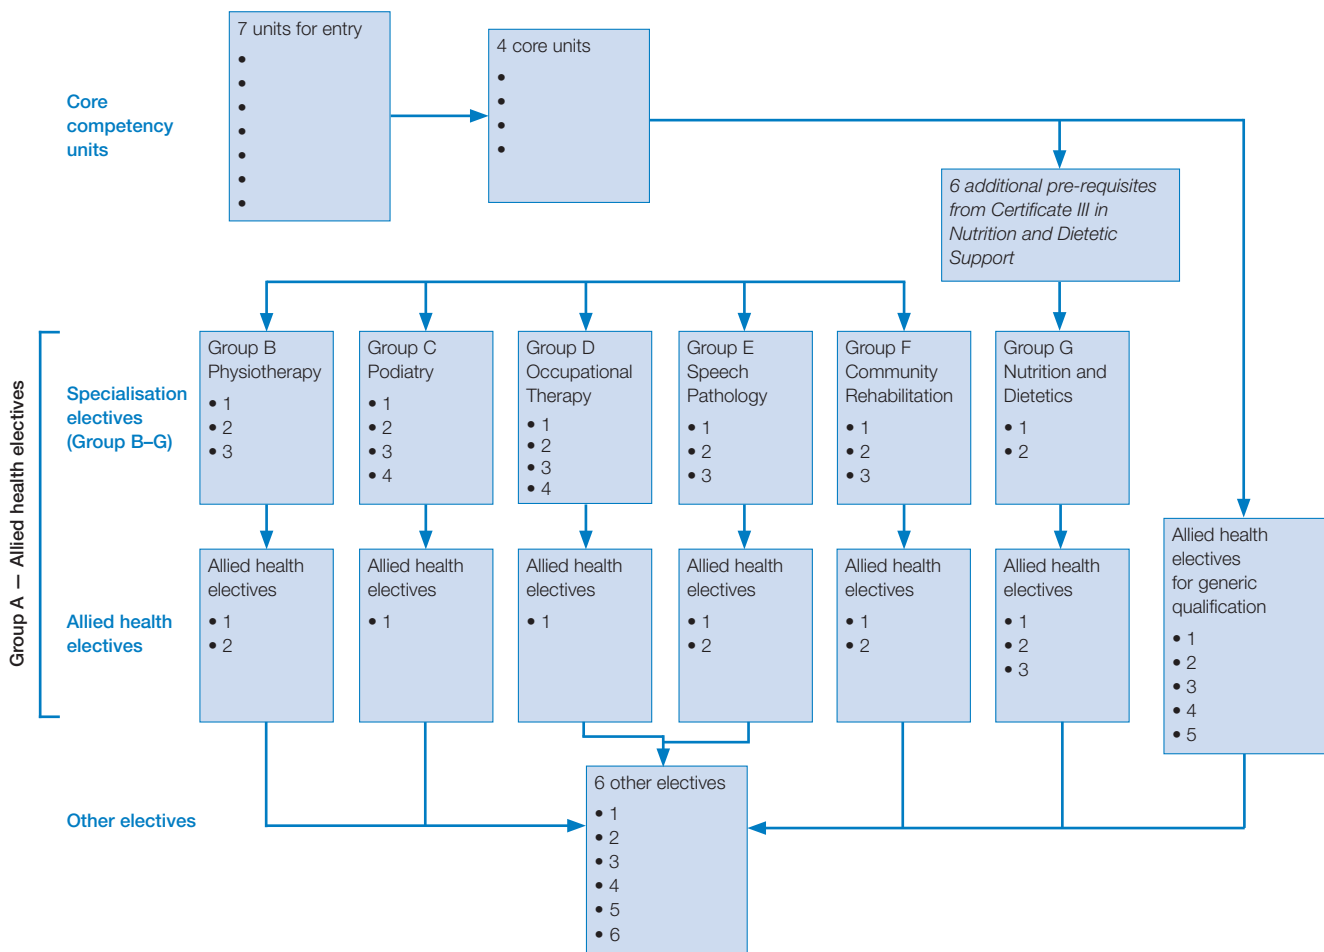 7 units for entry
•
•
•
•
•
•
•
4 core units
•
•
•
•
Core
competency
units
6 additional pre-requisites
from Certificate III in
Nutrition and Dietetic
Support
Group A — Allied health electives
Specialisation
electives
(Group B–G)
Group B
Physiotherapy
• 1
• 2
• 3
Group C
Podiatry
• 1
• 2
• 3
• 4
Group D
Occupational
Therapy
• 1
• 2
• 3
• 4
Group E
Speech
Pathology
• 1
• 2
• 3
Group F
Community
Rehabilitation
• 1
• 2
• 3
Group G
Nutrition and
Dietetics
• 1
• 2
Allied health
electives
Allied health
electives
• 1
• 2
Allied health
electives
• 1
Allied health
electives
• 1
Allied health
electives
• 1
• 2
Allied health
electives
• 1
• 2
Allied health
electives
• 1
• 2
• 3
Allied health
electives
for generic
qualification
• 1
• 2
• 3
• 4
• 5
Other electives
6 other electives
• 1
• 2
• 3
• 4
• 5
• 6